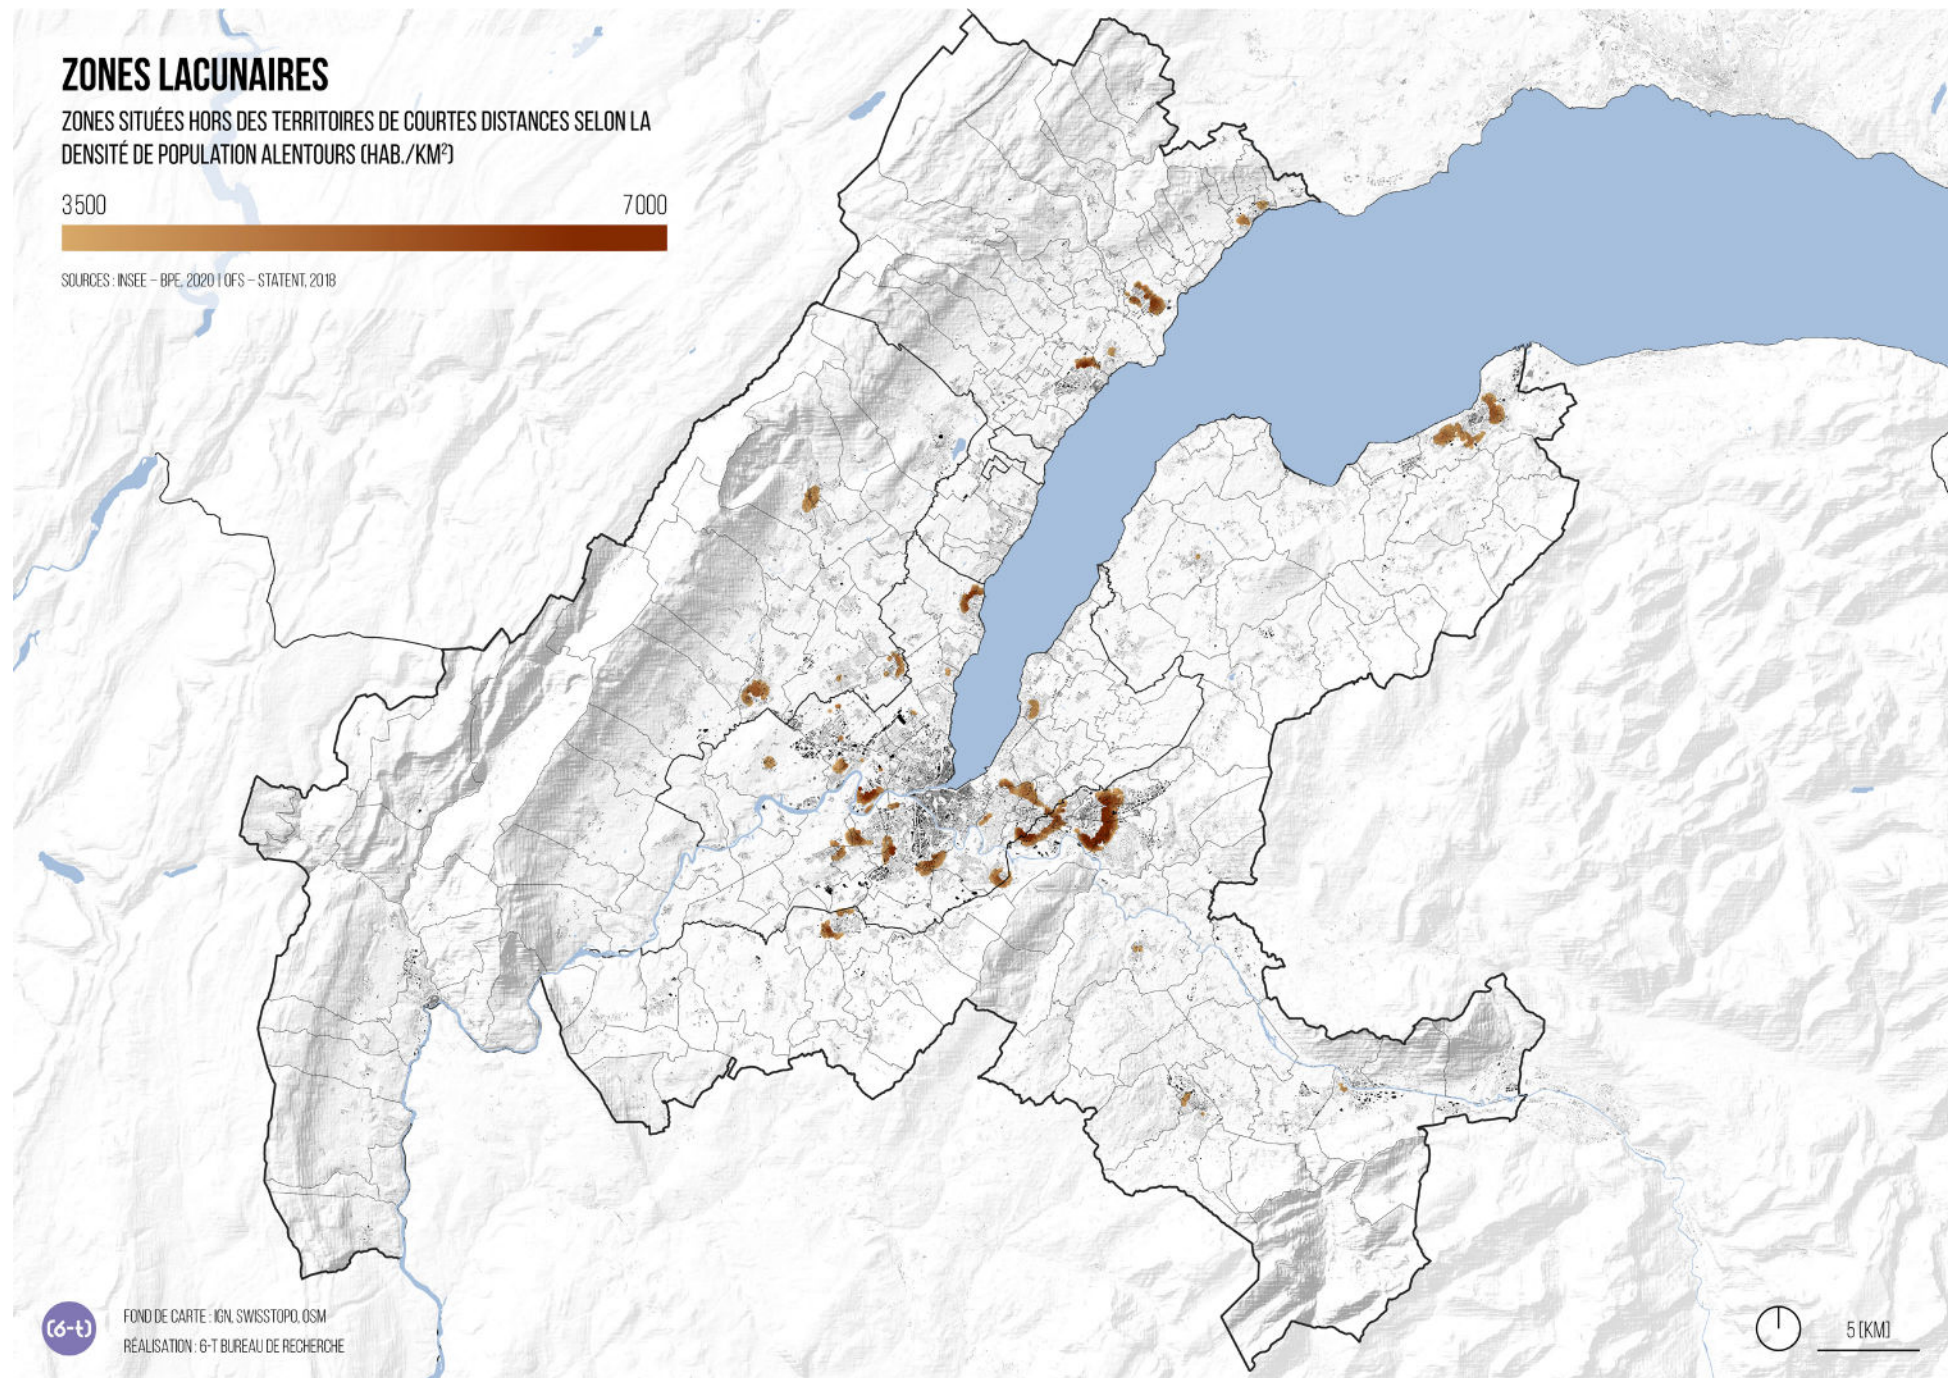 ZONES LACUNAIRES
ZONES SITUÉES HORS DES TERRITOIRES DE COURTES DISTANCES SELON LA
DENSITÉ DE POPULATION ALENTOURS (HAB./KM²)
3500 7000
SOURCES : INSEE – BPE, 2020 | OFS – STATENT, 2018
(6-t)
FOND DE CARTE : IGN, SWISSTOPO, OSM
RÉALISATION : 6-T BUREAU DE RECHERCHE
5 [KM]